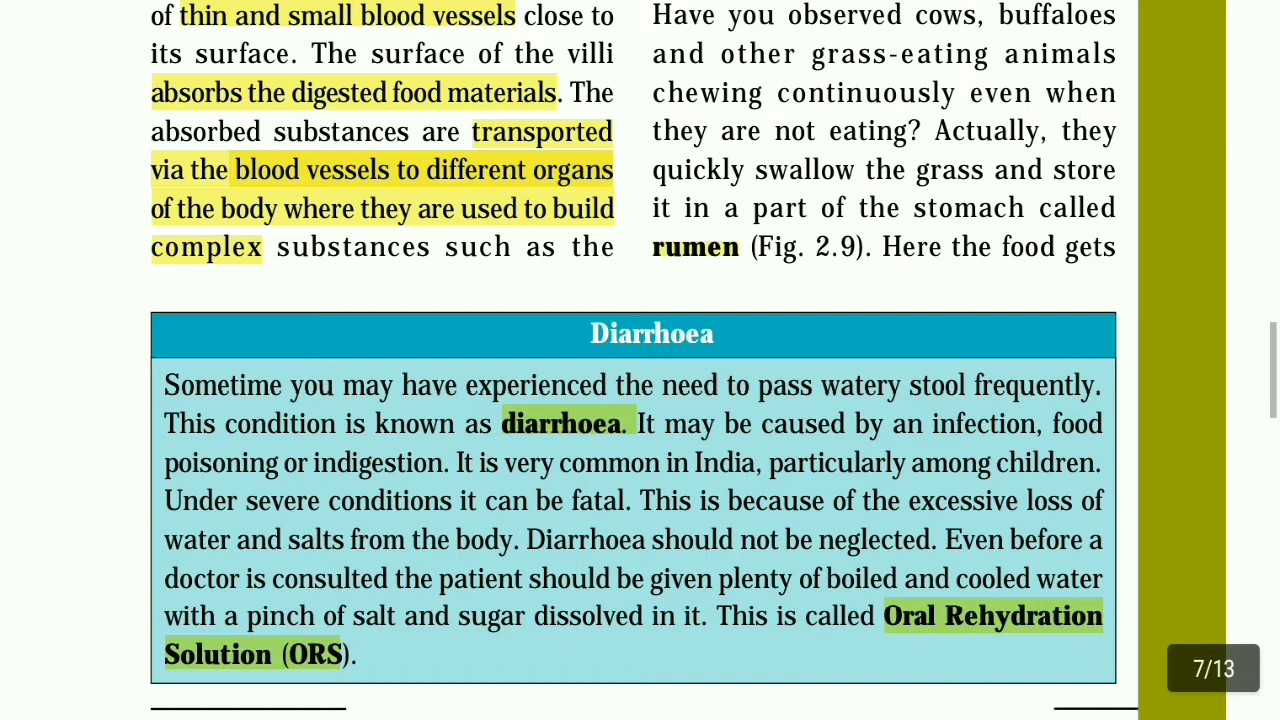 of thin and small blood vessels close to
its surface. The surface of the villi
absorbs the digested food materials. The
absorbed substances are transported
via the blood vessels to different organs
of the body where they are used to build
complex substances such as the
Have you observed cows, buffaloes
and other grass-eating animals
chewing continuously even when
they are not eating? Actually, they
quickly swallow the grass and store
it in a part of the stomach called
rumen (Fig. 2.9). Here the food gets
Diarrhoea
Sometime you may have experienced the need to pass watery stool frequently.
This condition is known as diarrhoea. It may be caused by an infection, food
poisoning or indigestion. It is very common in India, particularly among children.
Under severe conditions it can be fatal. This is because of the excessive loss of
water and salts from the body. Diarrhoea should not be neglected. Even before a
doctor is consulted the patient should be given plenty of boiled and cooled water
with a pinch of salt and sugar dissolved in it. This is called Oral Rehydration
Solution (ORS).
7/13